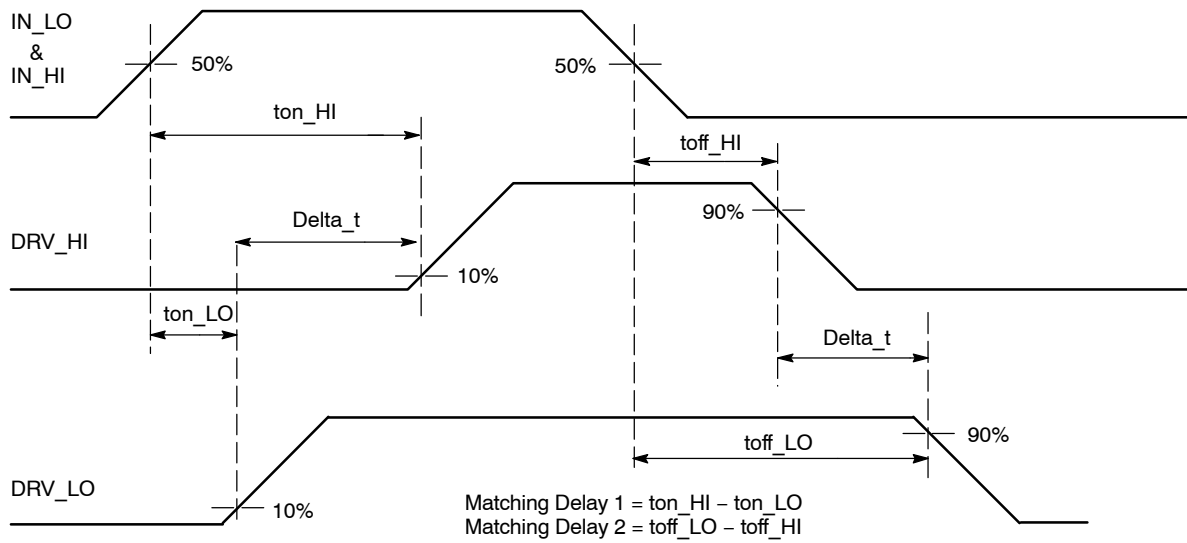 IN_LO
&
IN_HI
50%
50%
ton_HI
toff_HI
90%
Delta_t
DRV_HI
10%
ton_LO
Delta_t
90%
toff_LO
DRV_LO
10%
Matching Delay 1 = ton_HI − ton_LO
Matching Delay 2 = toff_LO − toff_HI